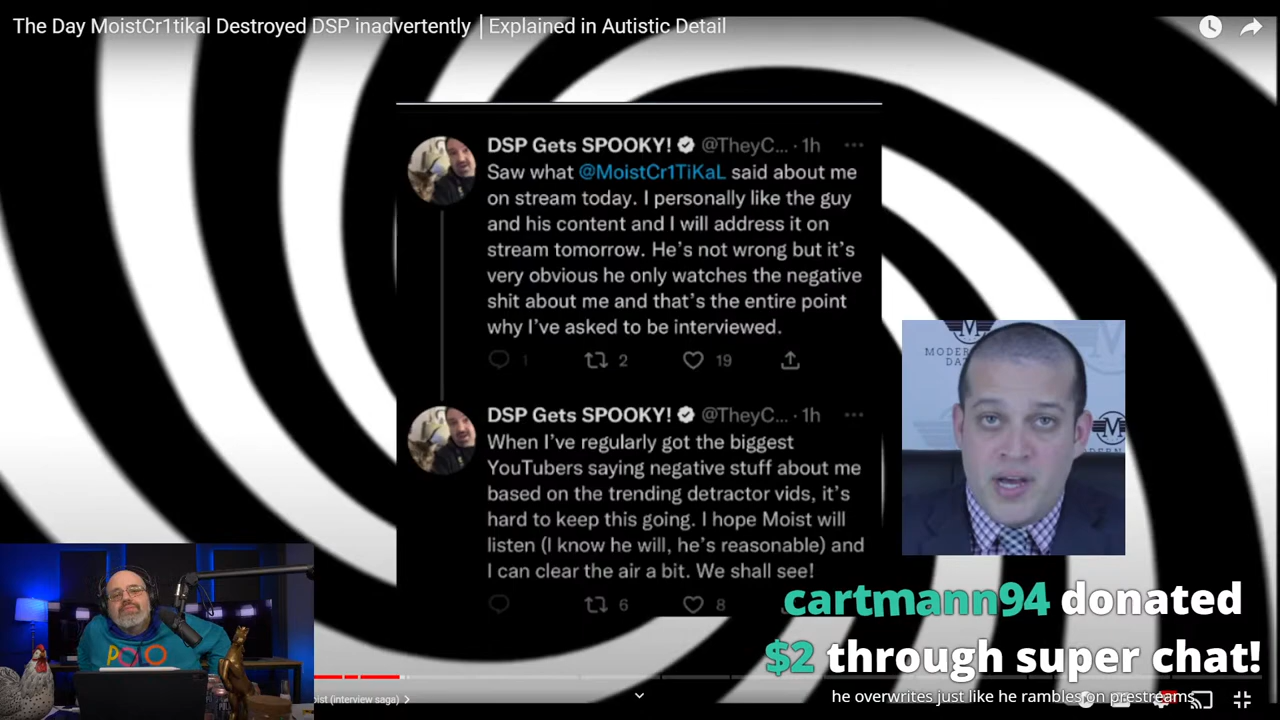 The Day MoistCr1tikal Destroyed DSP inadvertently | Explained in Autistic Detail
DSP Gets SPOOKY! @TheyC... · 1h
Saw what @MoistCr1TiKaL said about me
on stream today. I personally like the guy
and his content and I will address it on
stream tomorrow. He's not wrong but it's
very obvious he only watches the negative
shit about me and that's the entire point
why I've asked to be interviewed.
1 2 19
DSP Gets SPOOKY! @TheyC... · 1h
When I've regularly got the biggest
YouTubers saying negative stuff about me
based on the trending detractor vids, it's
hard to keep this going. I hope Moist will
listen (I know he will, he's reasonable) and
I can clear the air a bit. We shall see!
6 8
MODER
DA
M
cartmann94 donated
$2 through super chat!
he overwrites just like he rambles on prestreams
POLO
ist (interview saga) >